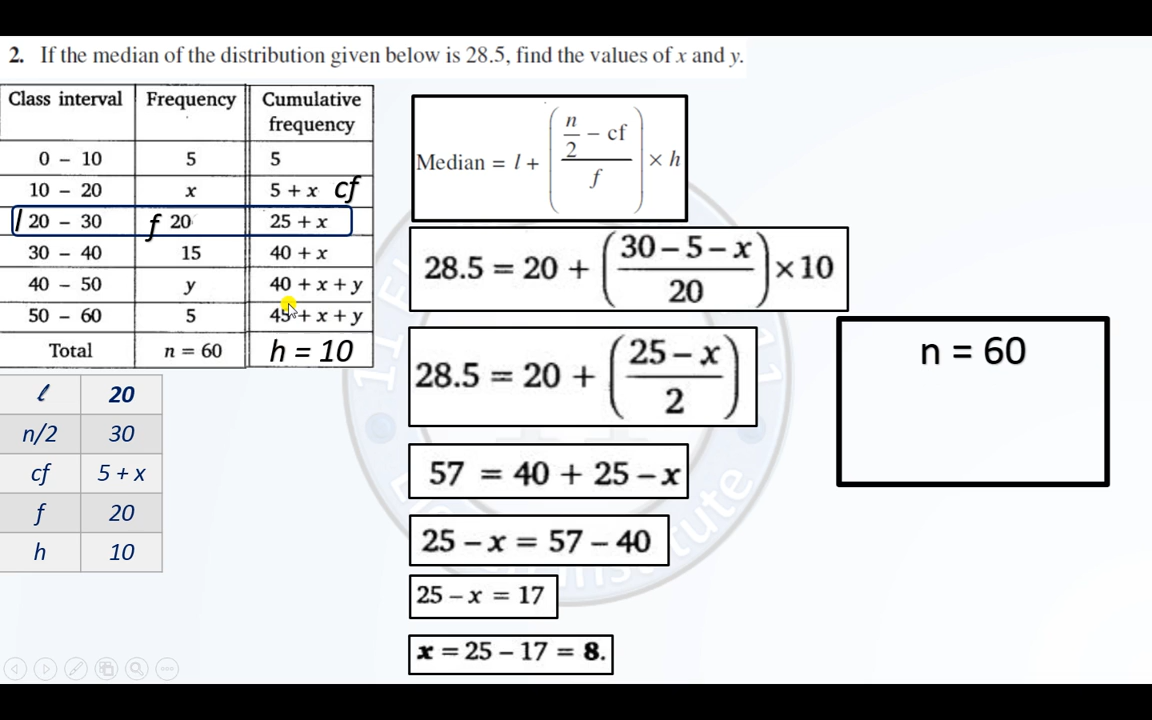 2. If the median of the distribution given below is 28.5, find the values of x and y.
Class interval Frequency Cumulative frequency
0 – 10 5 5
10 – 20 x 5 + x cf
l 20 – 30 f 20 25 + x
30 – 40 15 40 + x
40 – 50 y 40 + x + y
50 – 60 5 45 + x + y
Total n = 60 h = 10
ℓ 20
n/2 30
cf 5 + x
f 20
h 10
Median = l + ( (n/2 – cf) / f ) × h
28.5 = 20 + ( (30 – 5 – x) / 20 ) × 10
28.5 = 20 + ( (25 – x) / 2 )
57 = 40 + 25 – x
25 – x = 57 – 40
25 – x = 17
x = 25 – 17 = 8.
n = 60